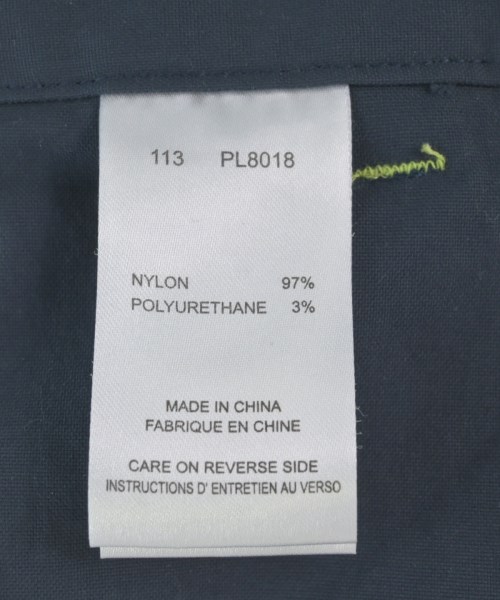 113 PL8018
NYLON 97%
POLYURETHANE 3%
MADE IN CHINA
FABRIQUE EN CHINE
CARE ON REVERSE SIDE
INSTRUCTIONS D' ENTRETIEN AU VERSO